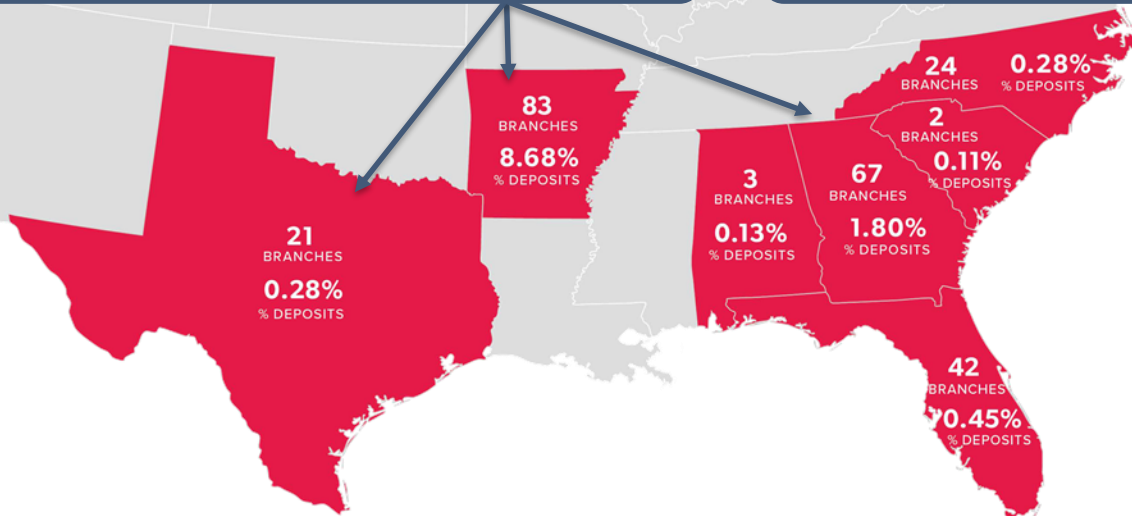 24
BRANCHES
0.28%
% DEPOSITS
2
BRANCHES
0.11%
% DEPOSITS
83
BRANCHES
8.68%
% DEPOSITS
3
BRANCHES
0.13%
% DEPOSITS
67
BRANCHES
1.80%
% DEPOSITS
21
BRANCHES
0.28%
% DEPOSITS
42
BRANCHES
0.45%
% DEPOSITS